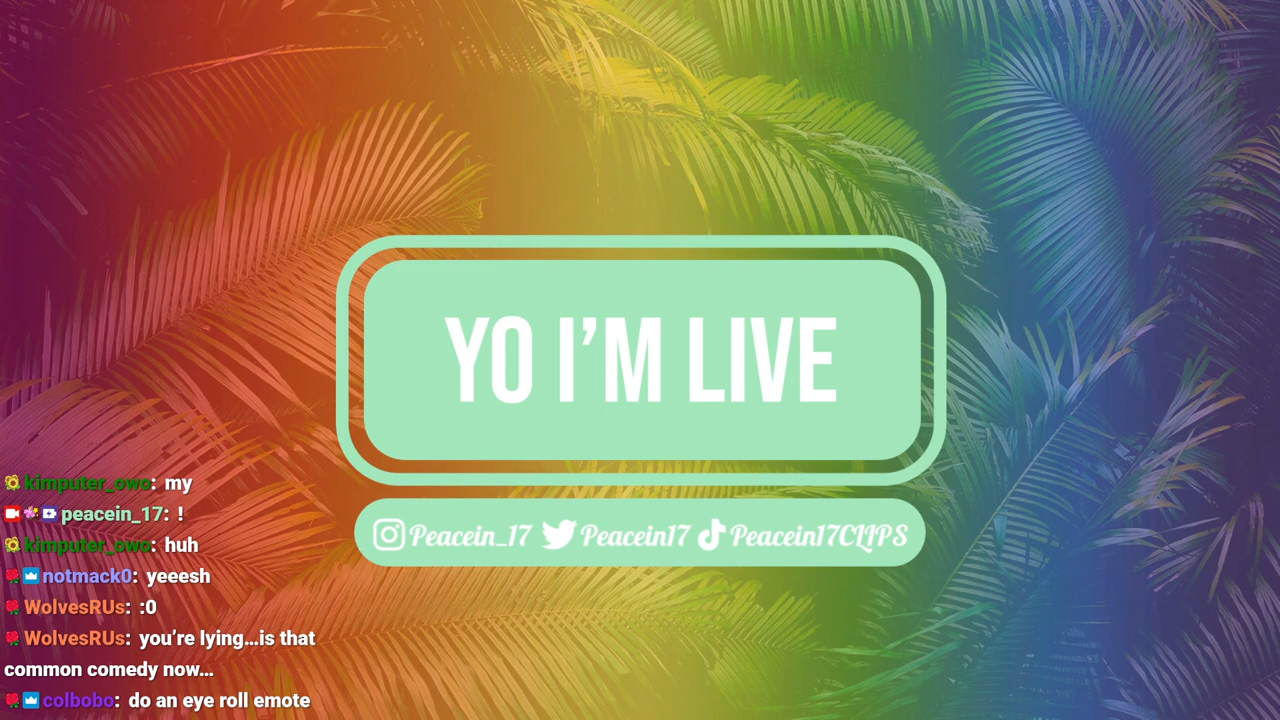 YO I’M LIVE
Peacein_17 Peacein17 Peacein17CLIPS
kimputer_owo: my
peacein_17: !
kimputer_owo: huh
notmack0: yeeesh
WolvesRUs: :0
WolvesRUs: you’re lying...is that
common comedy now...
colbobo: do an eye roll emote